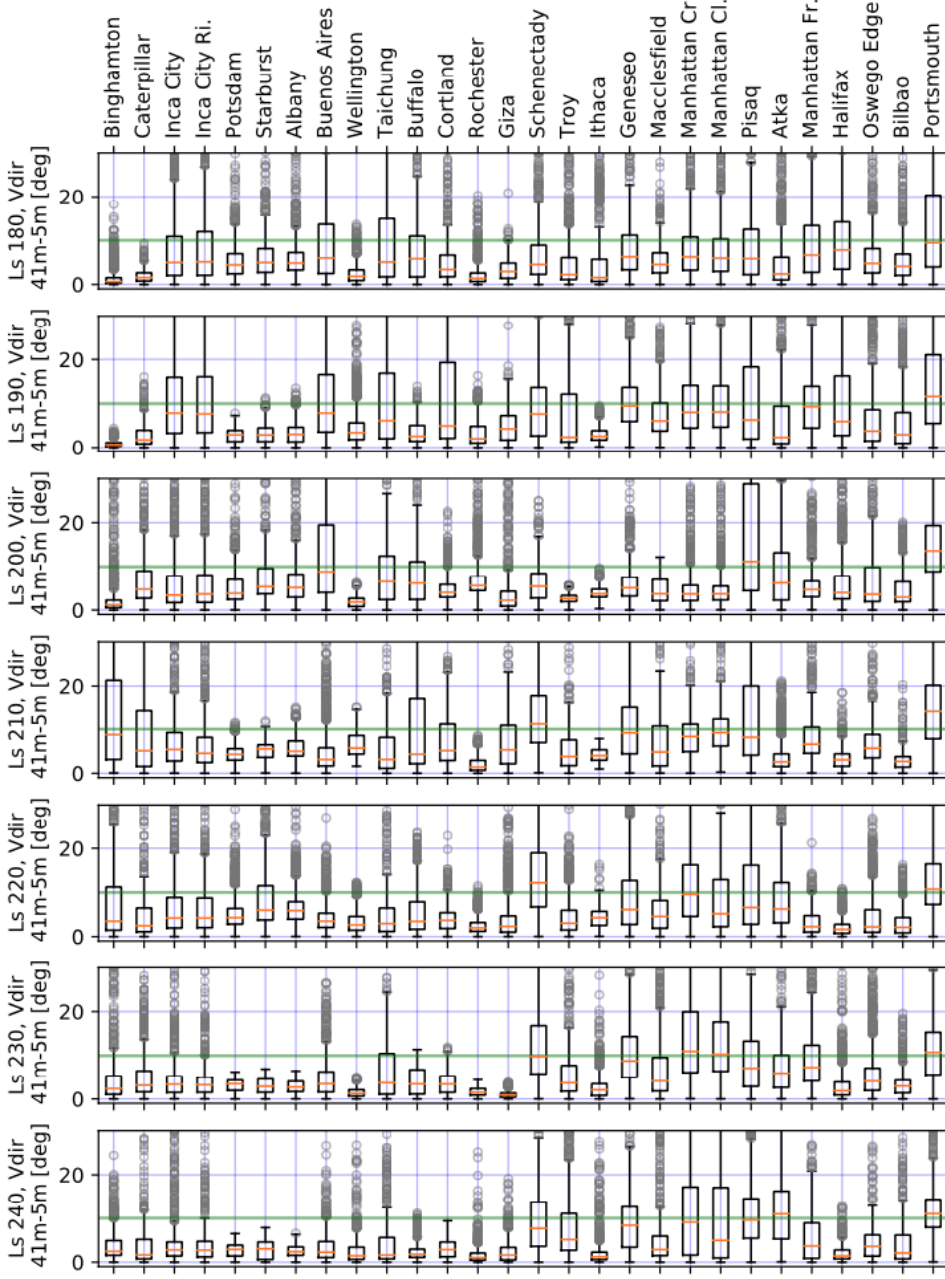 Binghamton
Caterpillar
Inca City
Inca City Ri.
Potsdam
Starburst
Albany
Buenos Aires
Wellington
Taichung
Buffalo
Cortland
Rochester
Giza
Schenectady
Troy
Ithaca
Geneseo
Macclesfield
Manhattan Cr
Manhattan Cl.
Pisaq
Atka
Manhattan Fr.
Halifax
Oswego Edge
Bilbao
Portsmouth
Ls 180, Vdir
41m-5m [deg]
20
0
Ls 190, Vdir
41m-5m [deg]
20
0
Ls 200, Vdir
41m-5m [deg]
20
0
Ls 210, Vdir
41m-5m [deg]
20
0
Ls 220, Vdir
41m-5m [deg]
20
0
Ls 230, Vdir
41m-5m [deg]
20
0
Ls 240, Vdir
41m-5m [deg]
20
0